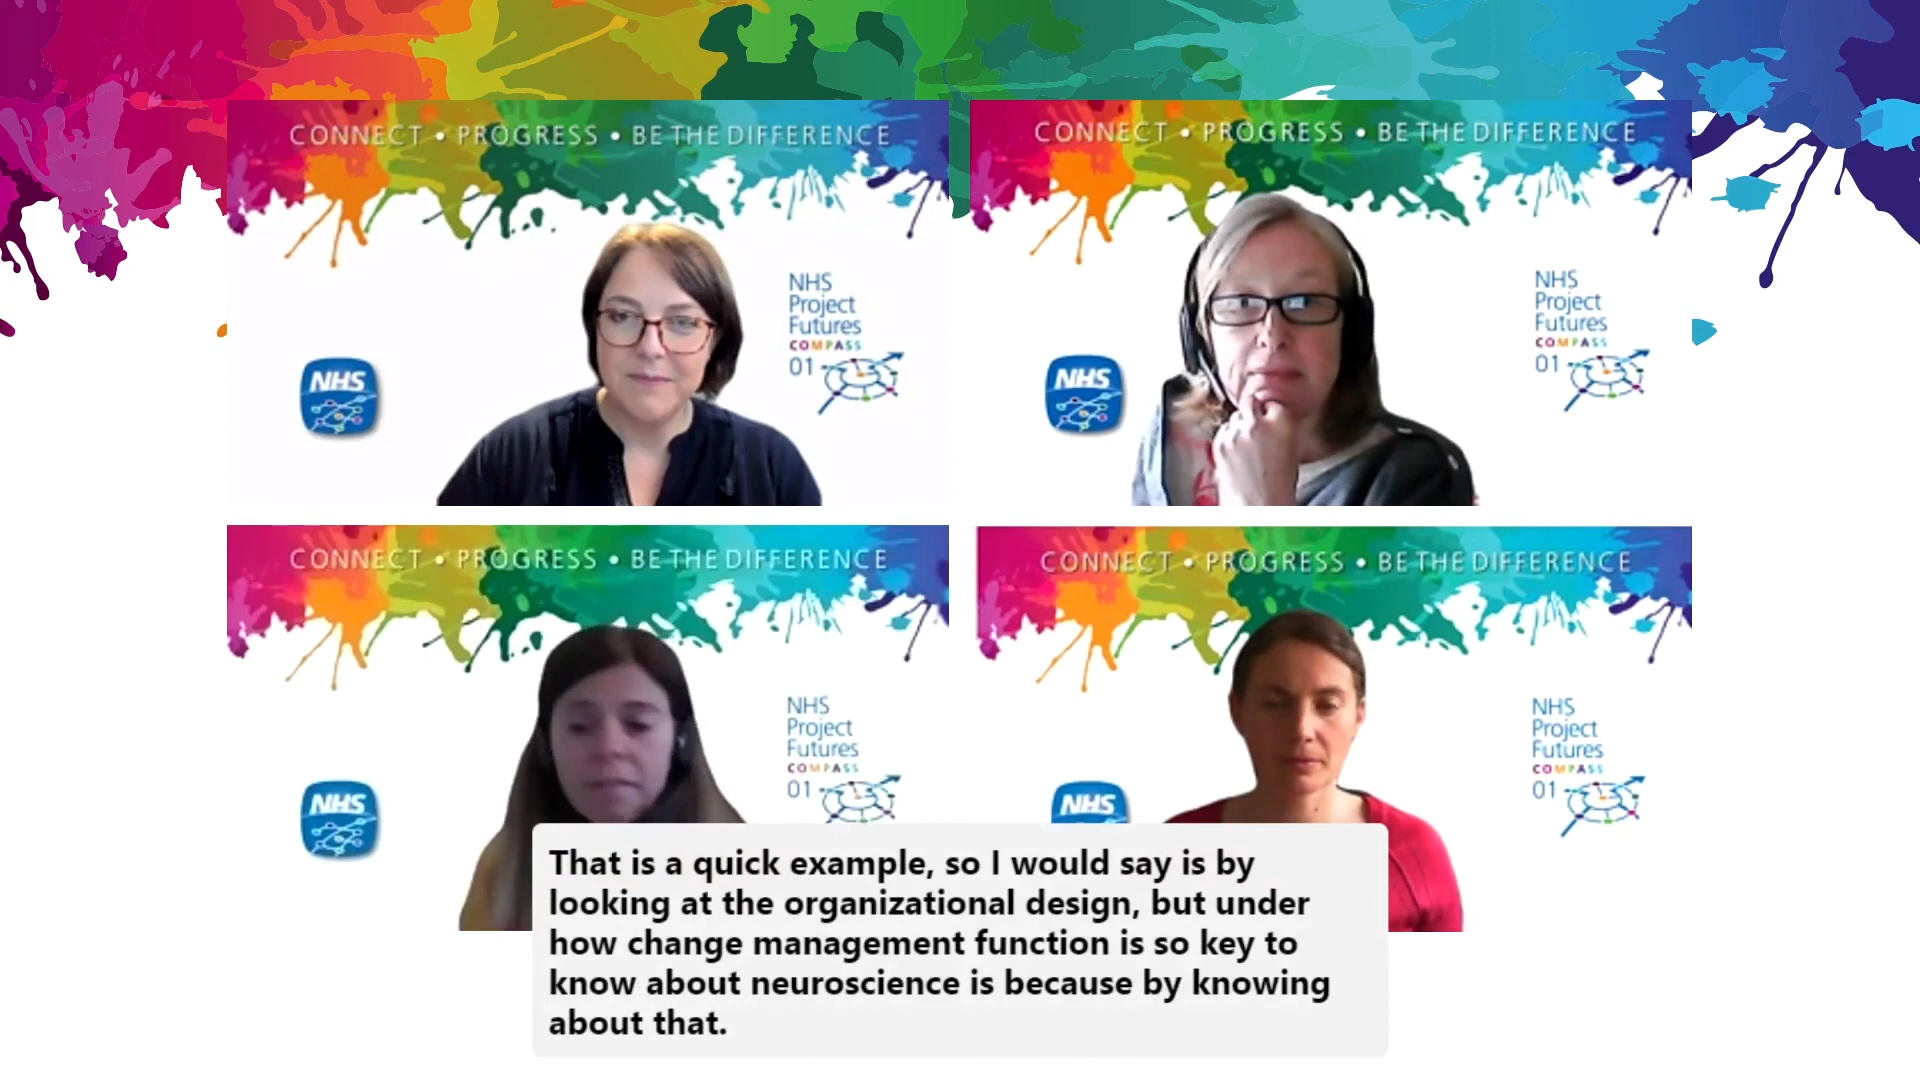 CONNECT • PROGRESS • BE THE DIFFERENCE
NHS
Project
Futures
COMPASS
01
NHS
CONNECT • PROGRESS • BE THE DIFFERENCE
NHS
Project
Futures
COMPASS
01
NHS
CONNECT • PROGRESS • BE THE DIFFERENCE
NHS
Project
Futures
COMPASS
01
NHS
CONNECT • PROGRESS • BE THE DIFFERENCE
NHS
Project
Futures
COMPASS
01
NHS
That is a quick example, so I would say is by
looking at the organizational design, but under
how change management function is so key to
know about neuroscience is because by knowing
about that.